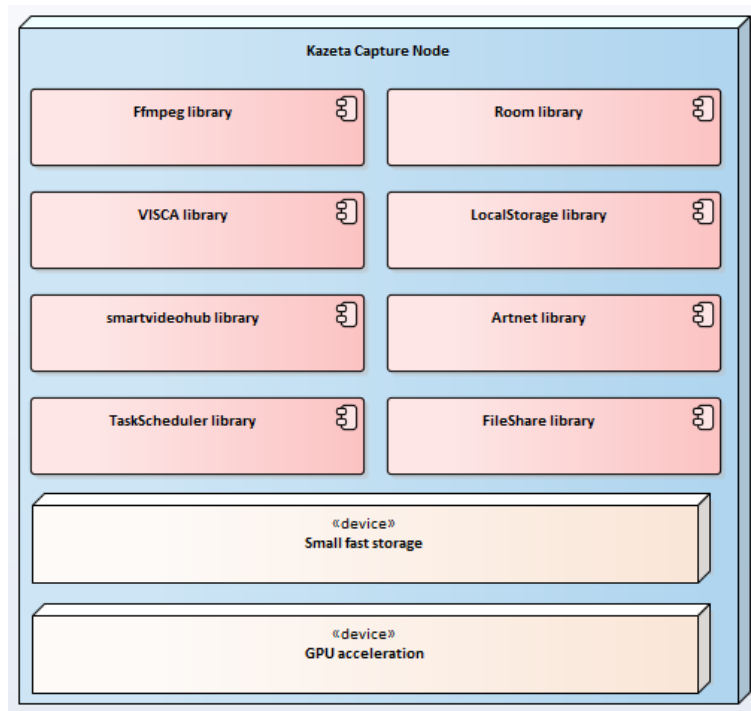 Kazeta Capture Node
Ffmpeg library
Room library
VISCA library
LocalStorage library
smartvideohub library
Artnet library
TaskScheduler library
FileShare library
«device»
Small fast storage
«device»
GPU acceleration